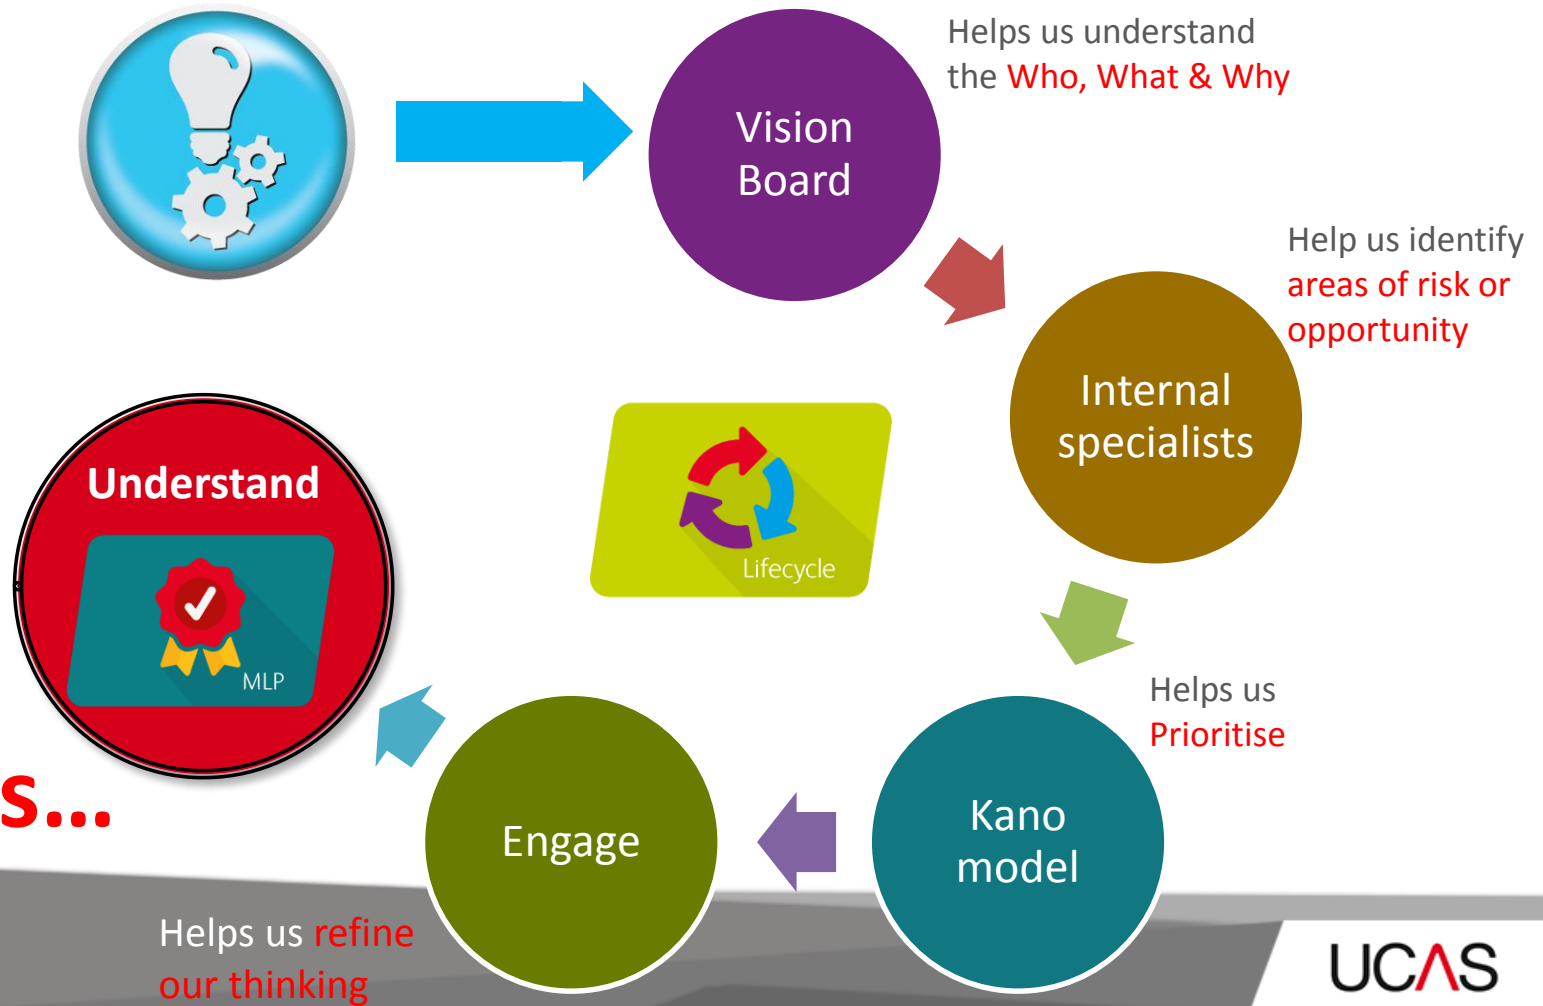 Helps us understand
the Who, What & Why
Vision
Board
Help us identify
areas of risk or
opportunity
Internal
specialists
Understand
MLP
Lifecycle
Helps us
Prioritise
Kano
model
Engage
s...
Helps us refine
our thinking
UCAS